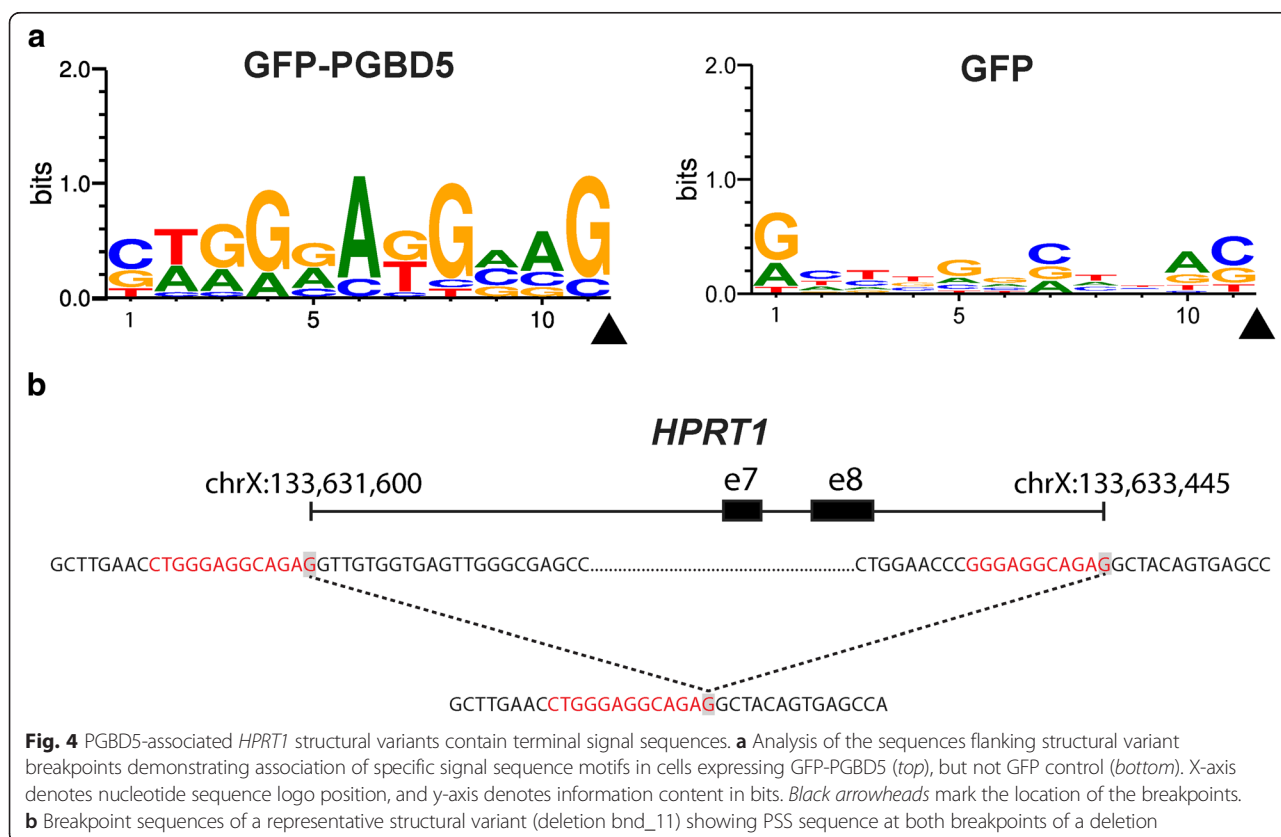 a
GFP-PGBD5
GFP
2.0
1.0
0.0
bits
1 5 10
2.0
1.0
0.0
bits
1 5 10
b
HPRT1
chrX:133,631,600
e7
e8
chrX:133,633,445
GCTTGAACCTGGGAGGCAGAGGTTGTGGTGAGTTGGGCGAGCC...............................................CTGGAACCCGGGAGGCAGAGGCTACAGTGAGCC
GCTTGAACCTGGGAGGCAGAGGCTACAGTGAGCCA
Fig. 4 PGBD5-associated HPRT1 structural variants contain terminal signal sequences. a Analysis of the sequences flanking structural variant
breakpoints demonstrating association of specific signal sequence motifs in cells expressing GFP-PGBD5 (top), but not GFP control (bottom). X-axis
denotes nucleotide sequence logo position, and y-axis denotes information content in bits. Black arrowheads mark the location of the breakpoints.
b Breakpoint sequences of a representative structural variant (deletion bnd_11) showing PSS sequence at both breakpoints of a deletion